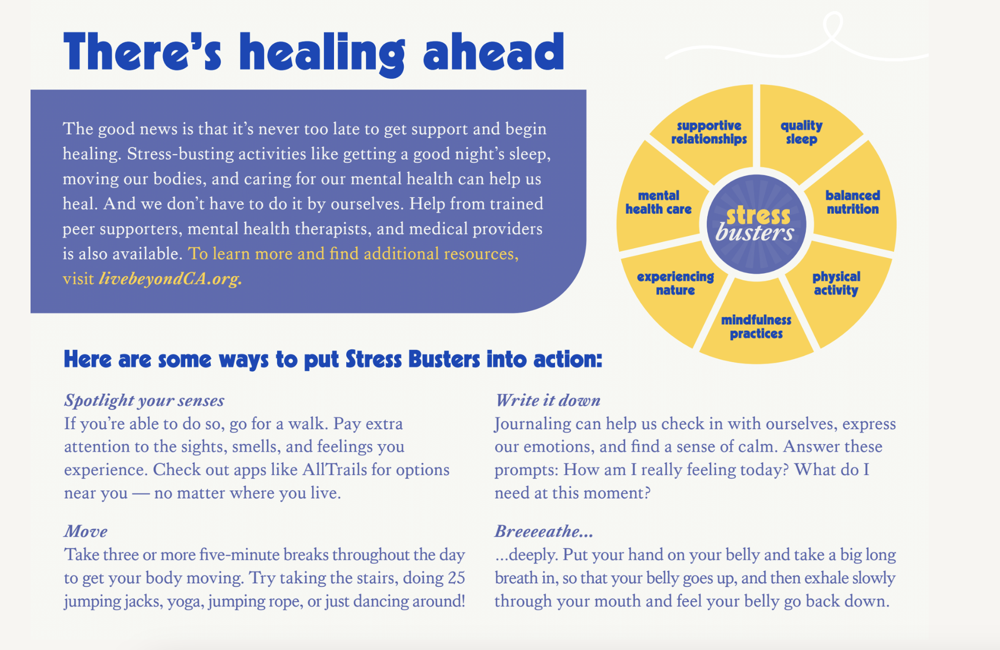 There’s healing ahead
The good news is that it’s never too late to get support and begin
healing. Stress-busting activities like getting a good night’s sleep,
moving our bodies, and caring for our mental health can help us
heal. And we don’t have to do it by ourselves. Help from trained
peer supporters, mental health therapists, and medical providers
is also available. To learn more and find additional resources,
visit livebeyondCA.org.
supportive
relationships
quality
sleep
mental
health care
balanced
nutrition
stress
busters
experiencing
nature
physical
activity
mindfulness
practices
Here are some ways to put Stress Busters into action:
Spotlight your senses
If you’re able to do so, go for a walk. Pay extra
attention to the sights, smells, and feelings you
experience. Check out apps like AllTrails for options
near you — no matter where you live.
Move
Take three or more five-minute breaks throughout the day
to get your body moving. Try taking the stairs, doing 25
jumping jacks, yoga, jumping rope, or just dancing around!
Write it down
Journaling can help us check in with ourselves, express
our emotions, and find a sense of calm. Answer these
prompts: How am I really feeling today? What do I
need at this moment?
Breeeeathe...
...deeply. Put your hand on your belly and take a big long
breath in, so that your belly goes up, and then exhale slowly
through your mouth and feel your belly go back down.